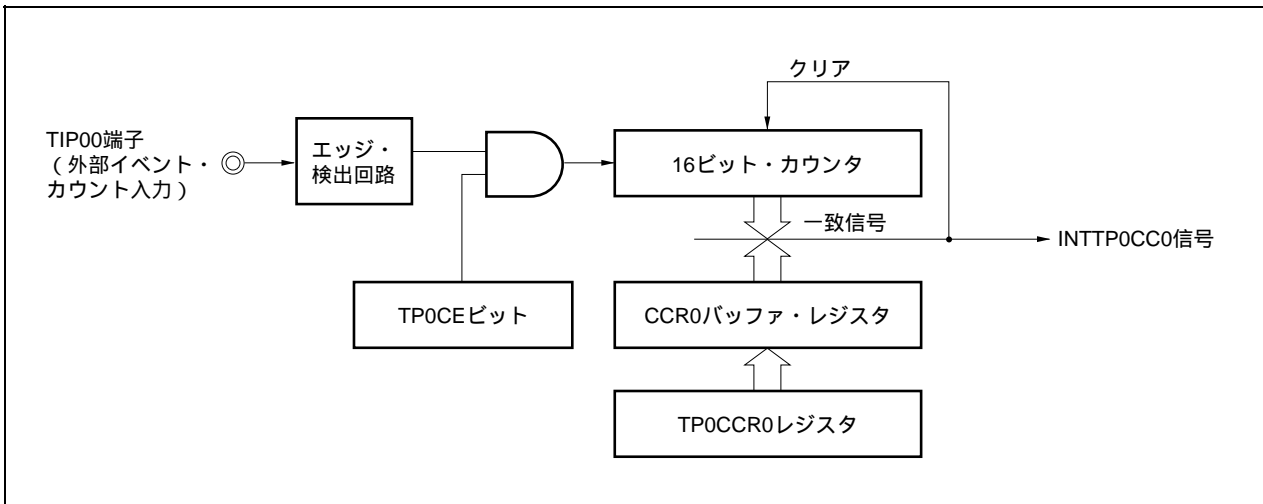 クリア
TIP00端子
（外部イベント・
カウント入力）
エッジ・
検出回路
16ビット・カウンタ
一致信号
INTTP0CC0信号
TP0CEビット
CCR0バッファ・レジスタ
TP0CCR0レジスタ